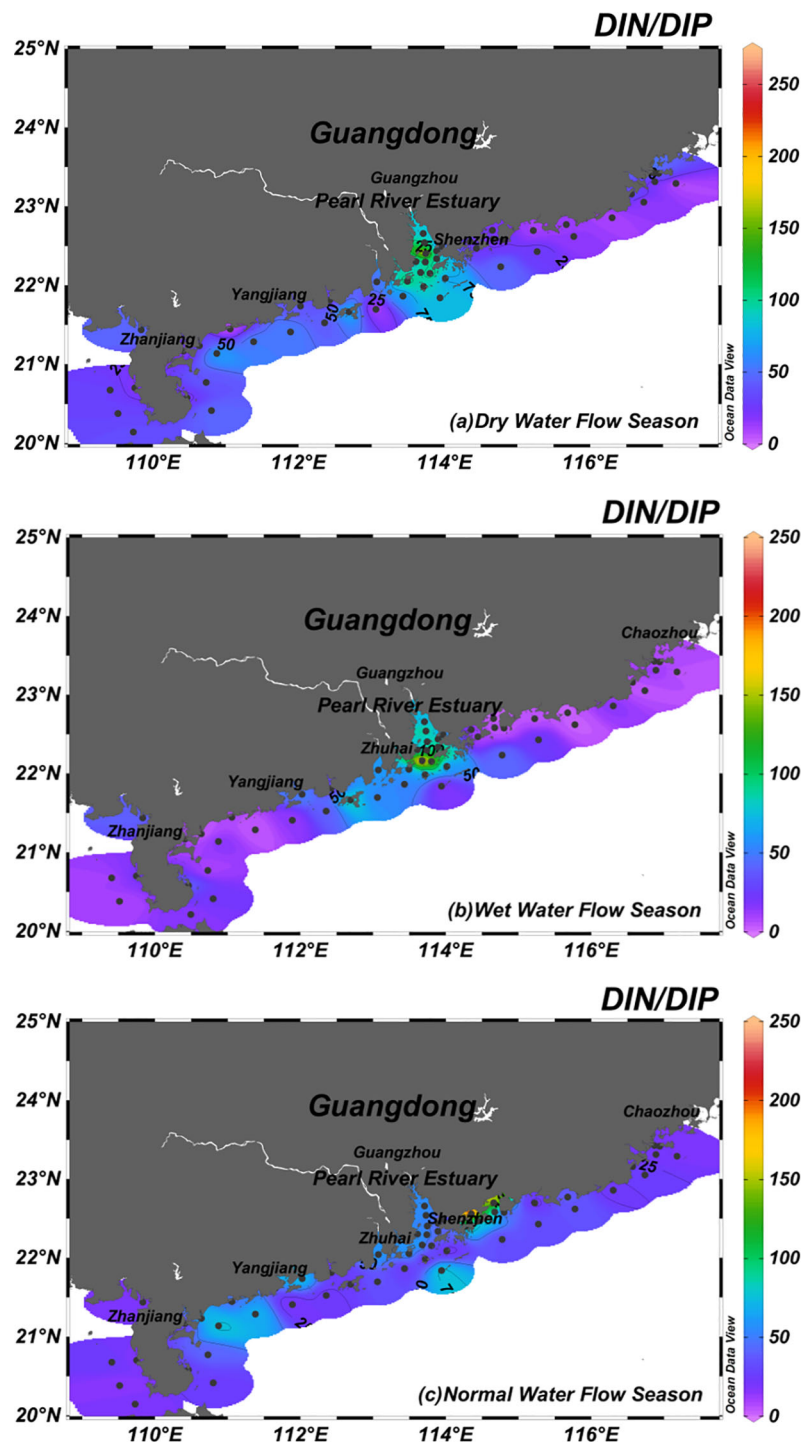 DIN/DIP
25°N
24°N
23°N
22°N
21°N
20°N
Guangdong
Guangzhou
Pearl River Estuary
25
Shenzhen
Yangjiang
50
25
Zhanjiang
50
(a)Dry Water Flow Season
110°E
112°E
114°E
116°E
250
200
150
100
50
0
Ocean Data View
DIN/DIP
25°N
24°N
23°N
22°N
21°N
20°N
Guangdong
Chaozhou
Guangzhou
Pearl River Estuary
Zhuhai
10
50
Yangjiang
Zhanjiang
(b)Wet Water Flow Season
110°E
112°E
114°E
116°E
250
200
150
100
50
0
Ocean Data View
DIN/DIP
25°N
24°N
23°N
22°N
21°N
20°N
Guangdong
Chaozhou
Guangzhou
25
Pearl River Estuary
Shenzhen
Zhuhai
Yangjiang
0
7
Zhanjiang
(c)Normal Water Flow Season
110°E
112°E
114°E
116°E
250
200
150
100
50
0
Ocean Data View